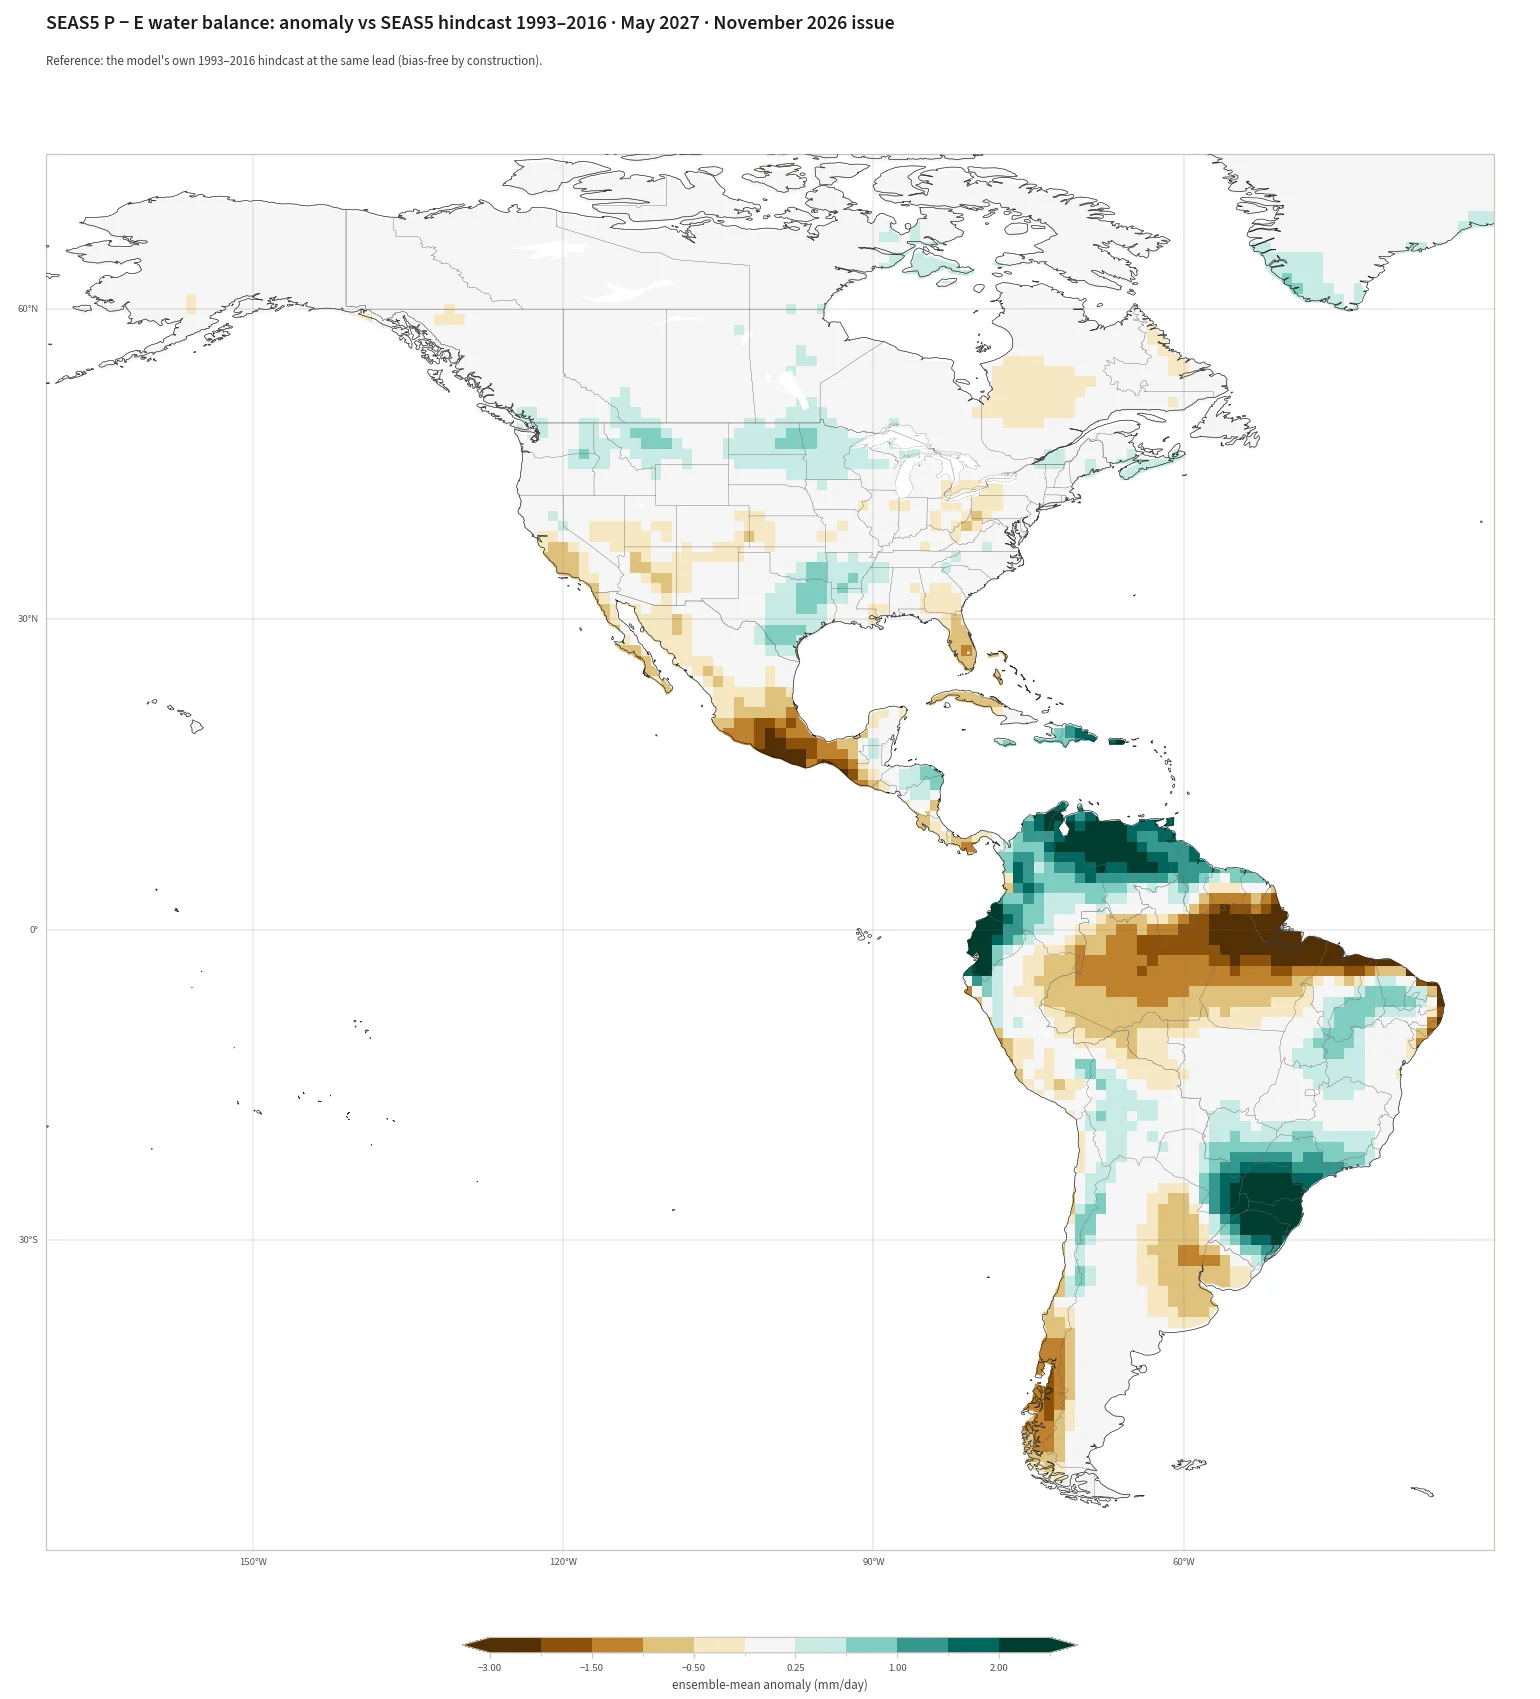 SEAS5 P − E water balance: anomaly vs SEAS5 hindcast 1993–2016 · May 2027 · November 2026 issue
Reference: the model's own 1993–2016 hindcast at the same lead (bias-free by construction).
60°N
30°N
0°
30°S
150°W
120°W
90°W
60°W
−3.00
−1.50
−0.50
0.25
1.00
2.00
ensemble-mean anomaly (mm/day)